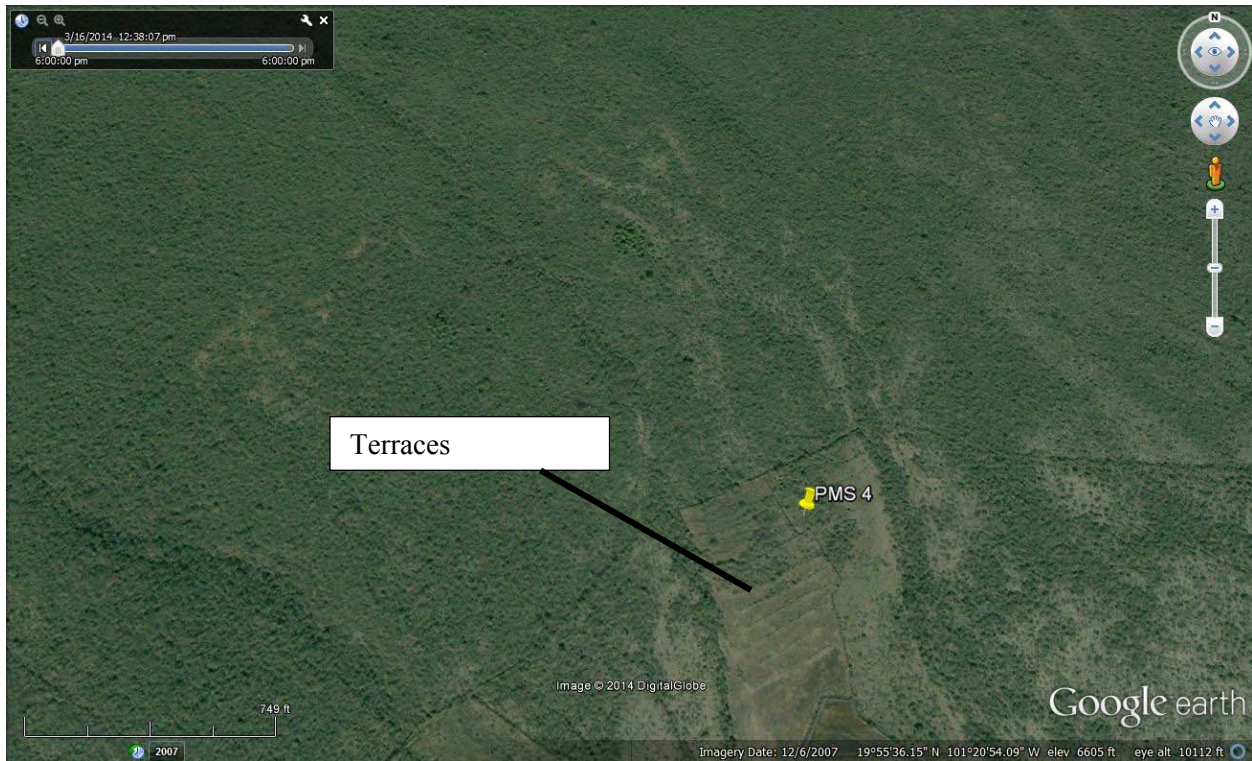 3/16/2014 12:38:07 pm
6:00:00 pm 6:00:00 pm
N
Terraces
PMS 4
Image © 2014 DigitalGlobe
Google earth
749 ft
2007
Imagery Date: 12/6/2007 19°55'36.15" N 101°20'54.09" W elev 6605 ft eye alt 10112 ft